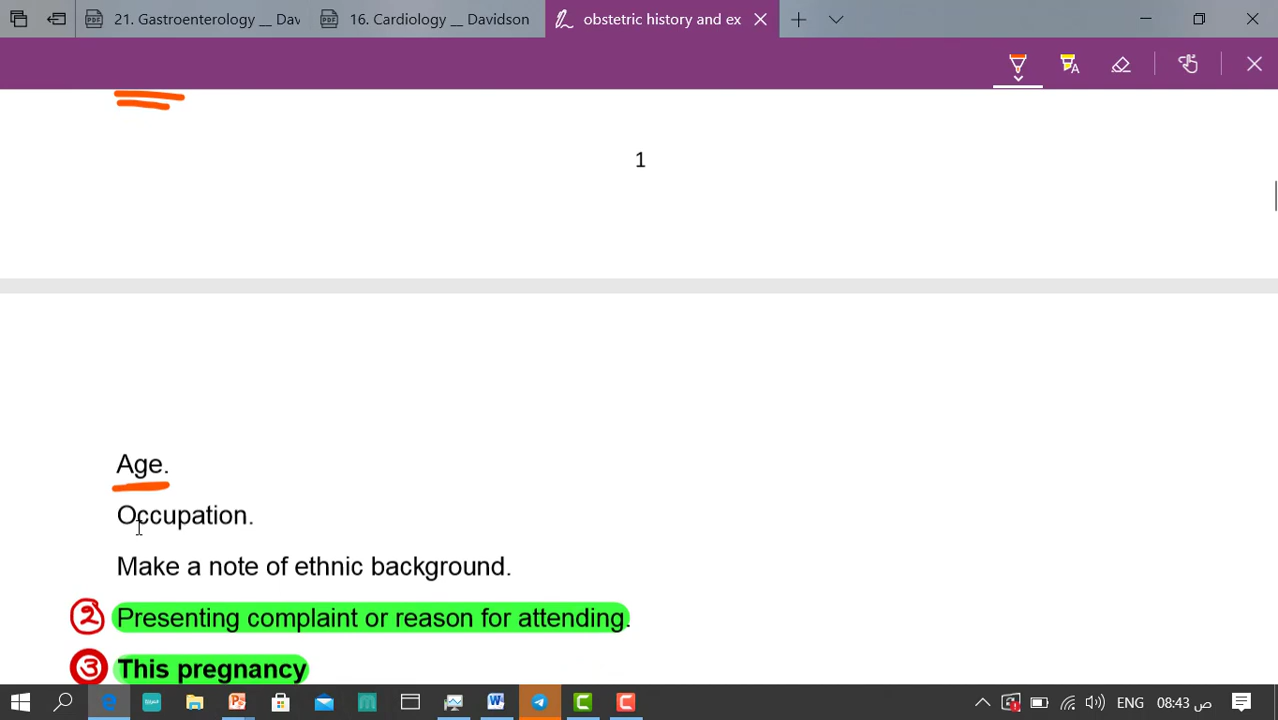 21. Gastroenterology __ Dav
16. Cardiology __ Davidson
obstetric history and ex
1
Age.
Occupation.
Make a note of ethnic background.
2 Presenting complaint or reason for attending.
3 This pregnancy
ENG
08:43 ص